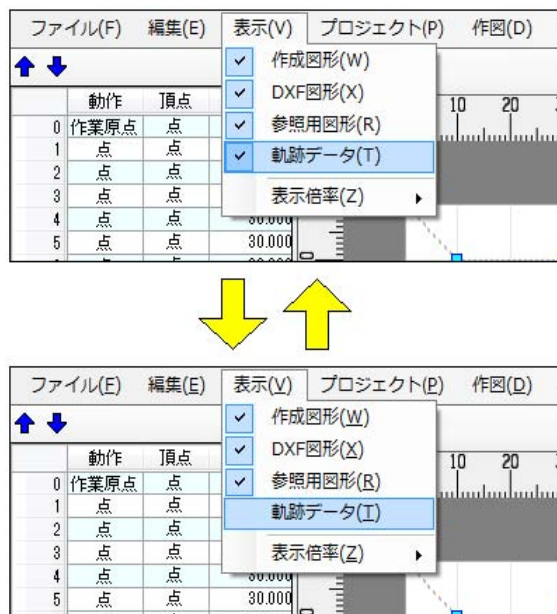 ファイル(F) 編集(E) 表示(V) プロジェクト(P) 作図(D)
作成図形(W)
DXF図形(X)
参照用図形(R)
軌跡データ(T)
表示倍率(Z)
動作 頂点
10 20
0 作業原点 点
1 点 点
2 点 点
3 点 点
4 点 点 30.000
5 点 点 30.000
0
ファイル(F) 編集(E) 表示(V) プロジェクト(P) 作図(D)
作成図形(W)
DXF図形(X)
参照用図形(R)
軌跡データ(T)
表示倍率(Z)
動作 頂点
10 20
0 作業原点 点
1 点 点
2 点 点
3 点 点
4 点 点 30.000
5 点 点 30.000
0